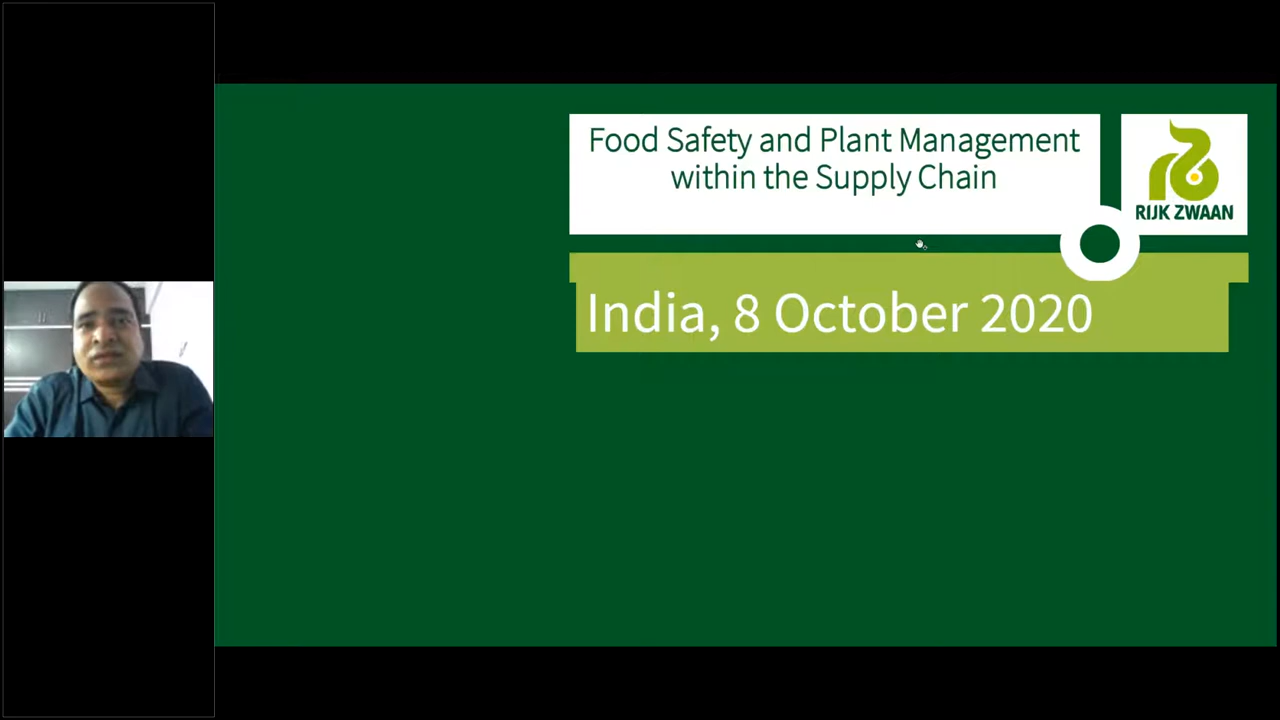 Food Safety and Plant Management
within the Supply Chain
RIJK ZWAAN
India, 8 October 2020